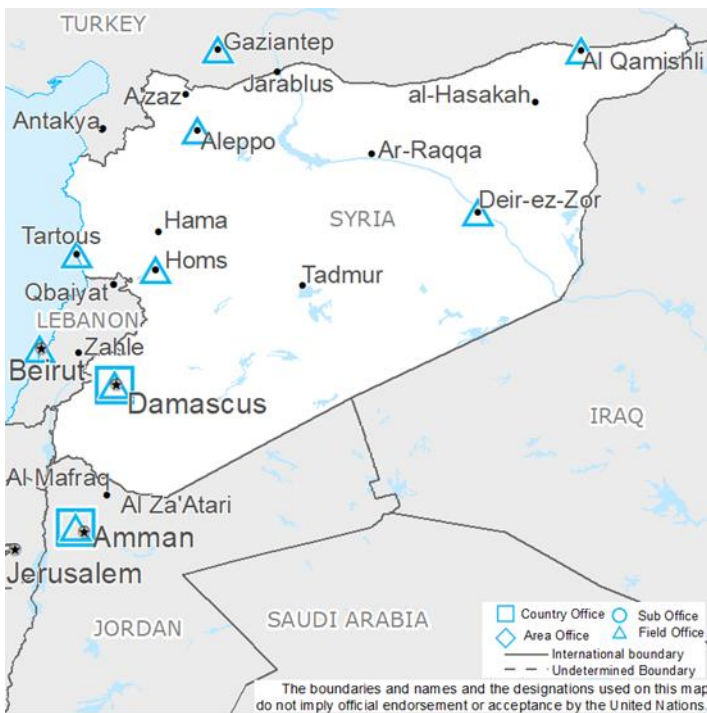 TURKEY
Gaziantep
Al Qamishli
Jarablus
Azaz
al-Hasakah
Antakya
Aleppo
Ar-Raqqa
Deir-ez-Zor
Hama
SYRIA
Tartous
Homs
Tadmur
Qbaiyat
LEBANON
Zahle
Beirut
Damascus
IRAQ
Al-Mafraq
Al Za'Atari
Amman
Jerusalem
SAUDI ARABIA
JORDAN
Country Office
Sub Office
Area Office
Field Office
International boundary
Undetermined Boundary
The boundaries and names and the designations used on this map
do not imply official endorsement or acceptance by the United Nations.